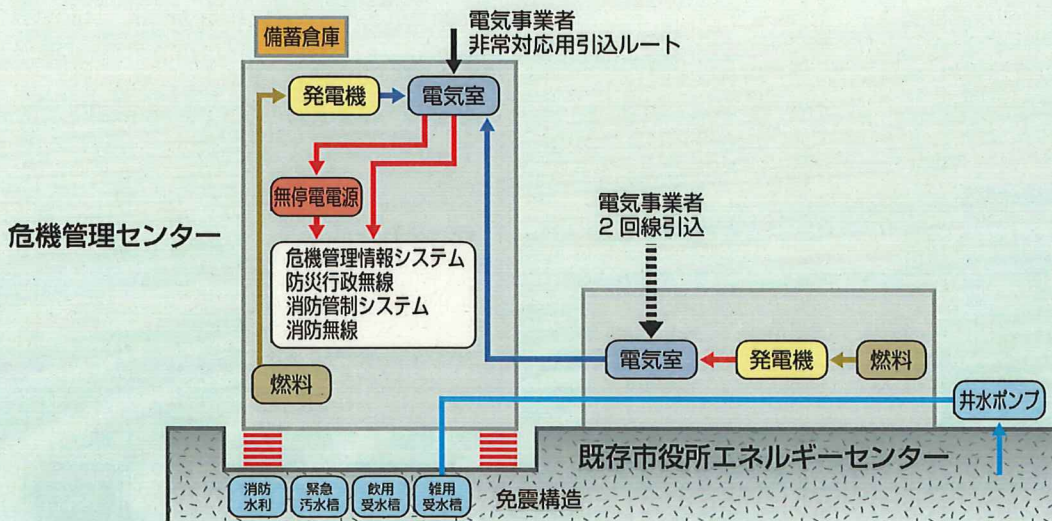 備蓄倉庫
電気事業者
非常対応用引込ルート
発電機
電気室
無停電電源
電気事業者
2回線引込
危機管理センター
危機管理情報システム
防災行政無線
消防管制システム
消防無線
電気室
発電機
燃料
燃料
井水ポンプ
既存市役所エネルギーセンター
消防
水利
緊急
汚水槽
飲用
受水槽
雑用
受水槽
免震構造